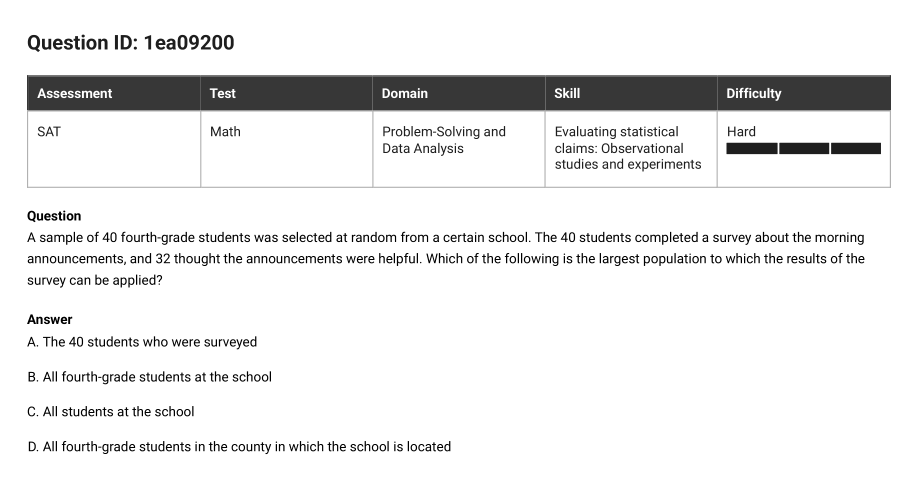 Question ID: 1ea09200
Assessment
Test
Domain
Skill
Difficulty
SAT
Math
Problem-Solving and
Data Analysis
Evaluating statistical
claims: Observational
studies and experiments
Hard
Question
A sample of 40 fourth-grade students was selected at random from a certain school. The 40 students completed a survey about the morning
announcements, and 32 thought the announcements were helpful. Which of the following is the largest population to which the results of the
survey can be applied?
Answer
A. The 40 students who were surveyed
B. All fourth-grade students at the school
C. All students at the school
D. All fourth-grade students in the county in which the school is located